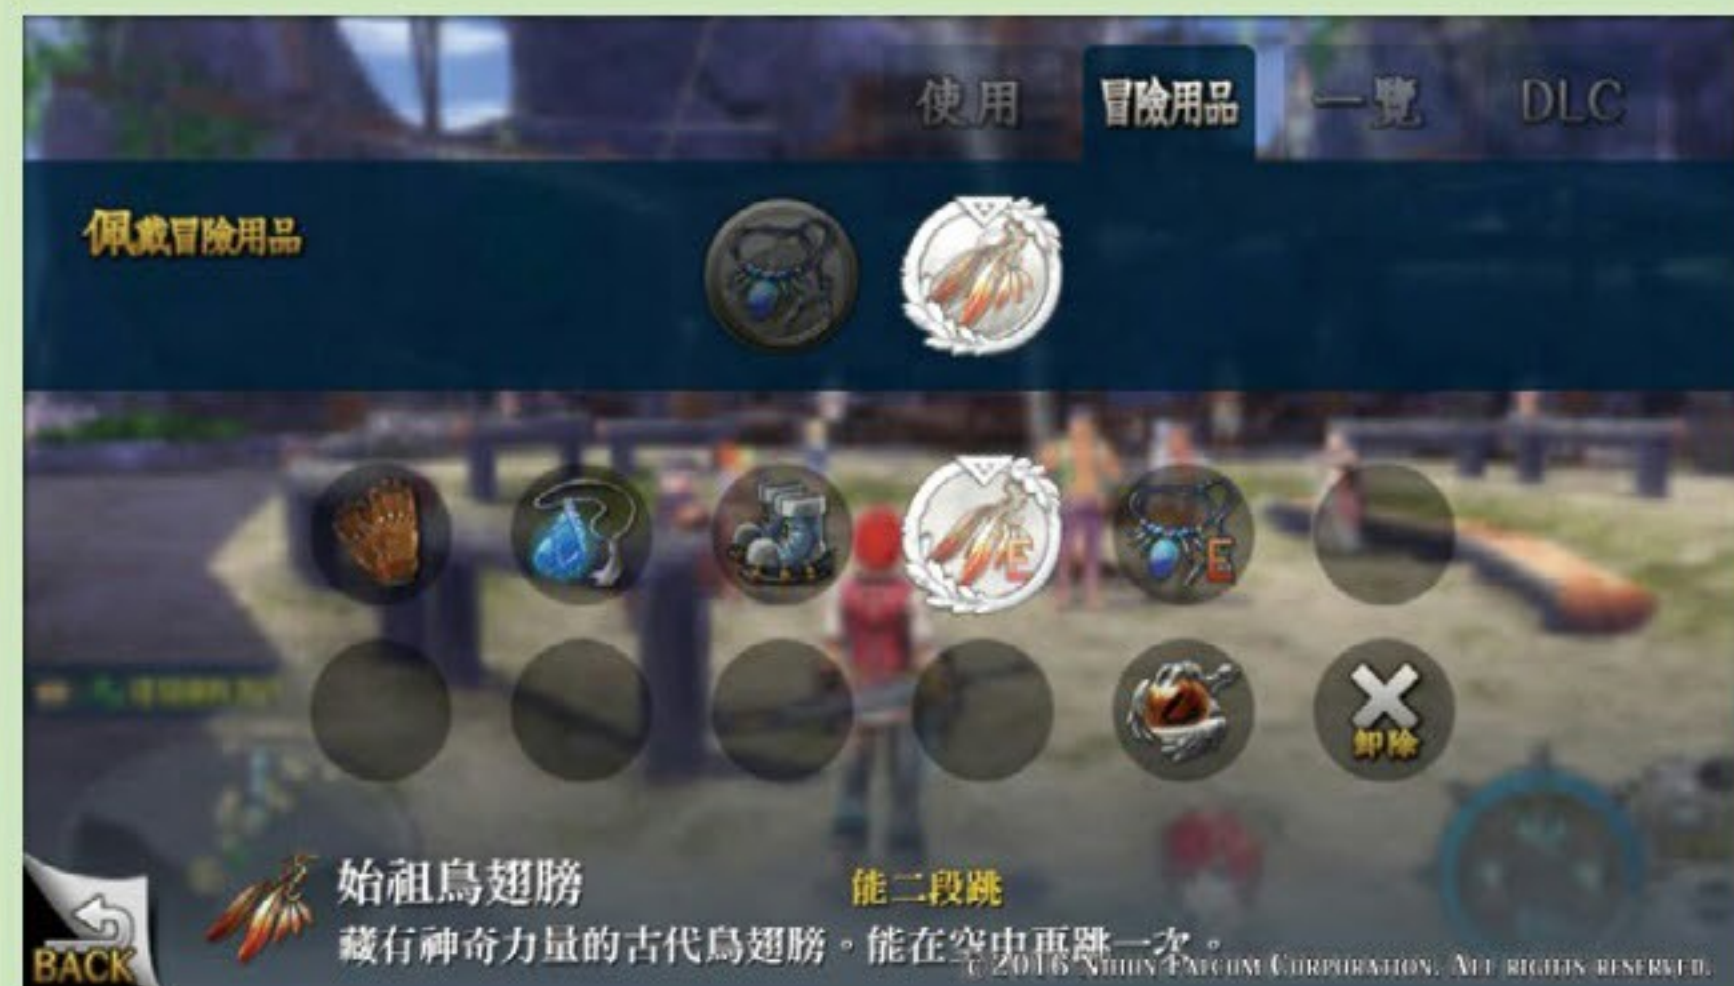 使用 冒險用品 一覽 DLC
佩戴冒險用品
E E
卸除
始祖鳥翅膀 能二段跳
藏有神奇力量的古代鳥翅膀。能在空中再跳一次。
BACK
© 2016 NIHON FALCOM CORPORATION. ALL RIGHTS RESERVED.